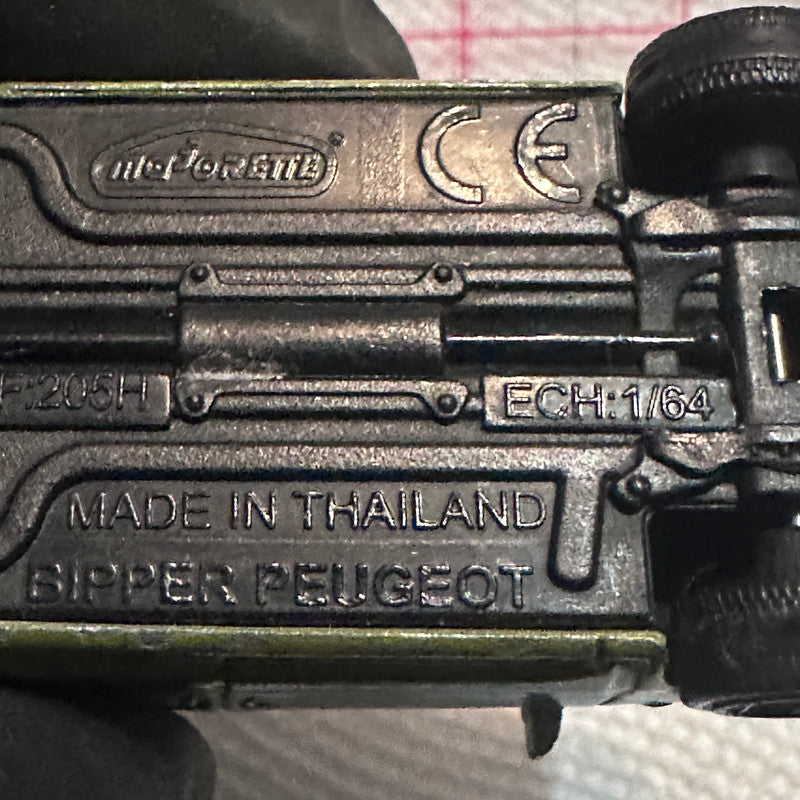 majORETTE
CE
F:205H
ECH:1/64
MADE IN THAILAND
BIPPER PEUGEOT